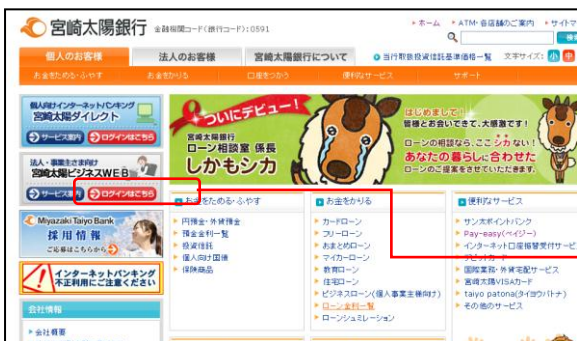 宮崎太陽銀行 金融機関コード(銀行コード):0591
ホーム ATM・各店舗のご案内 サイトマ
個人のお客様 法人のお客様 宮崎太陽銀行について 当行取扱投資信託基準価格一覧 文字サイズ: 小 中
お金をためる・ふやす お金をかりる 口座をつかう 便利なサービス サポート
個人向けインターネットバンキング
宮崎太陽ダイレクト
サービス案内 ログインはこちら
法人・事業主さま向け
宮崎太陽ビジネスWEB
サービス案内 ログインはこちら
Miyazaki Taiyo Bank
採用情報
ご応募はこちらから
インターネットバンキング
不正利用にご注意ください
会社情報
会社概要
ついにデビュー!
宮崎太陽銀行
ローン相談室 係長
しかもシカ
はじめまして!
皆様とお会いできて、大感激です!
ローンの相談なら、ここシカない!
あなたの暮らしに合わせた
ローンのご提案をさせていただきます。
お金をためる・ふやす
円預金・外貨預金
預金金利一覧
投資信託
個人向け国債
保険商品
お金をかりる
カードローン
フリーローン
おまとめローン
マイカーローン
教育ローン
住宅ローン
ビジネスローン(個人事業主様向け)
ローン金利一覧
ローンシュミレーション
便利なサービス
サン太ポイントバンク
Pay-easy(ペイジー)
インターネット口座振替受付サービ
デビットカード
国際業務・外貨宅配サービス
宮崎太陽VISAカード
taiyo patona(タイヨウパトナ)
その他のサービス